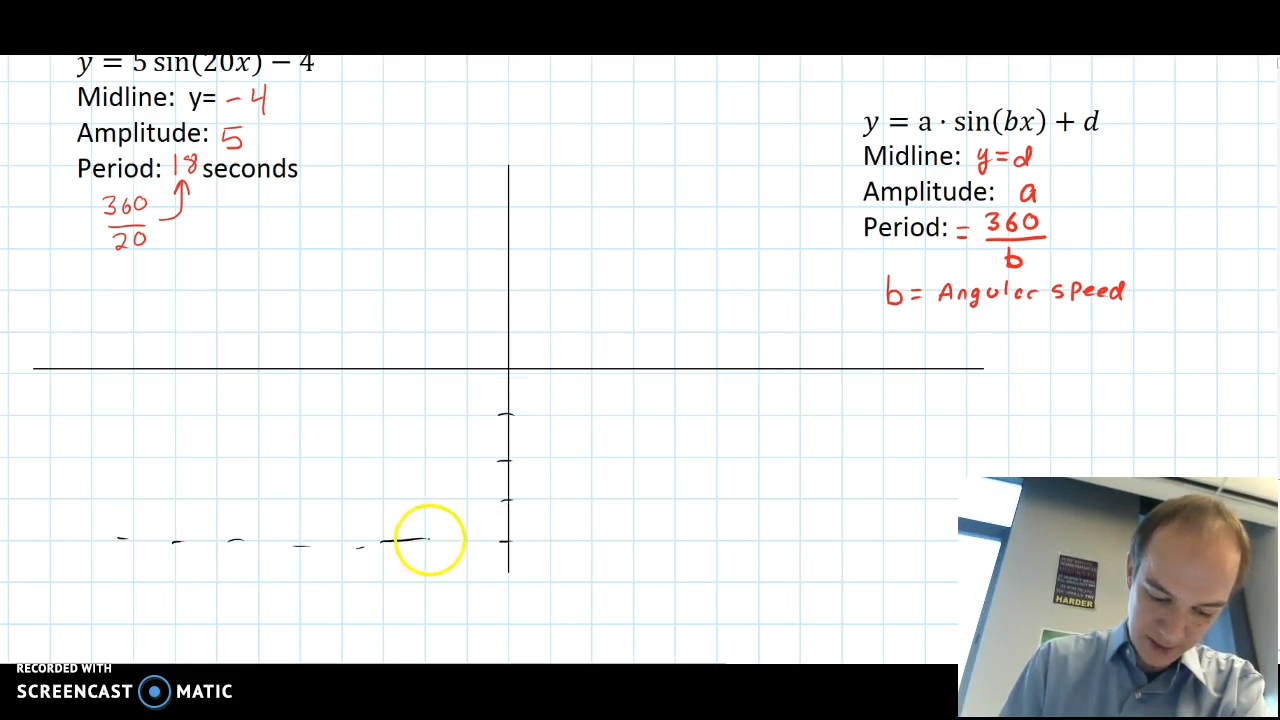 y = 5 sin(20x) − 4
Midline: y= -4
Amplitude: 5
Period: 18 seconds
360
20
y = a · sin(bx) + d
Midline: y=d
Amplitude: a
Period: = 360
b
b = Angular speed
HARDER
RECORDED WITH
SCREENCAST MATIC